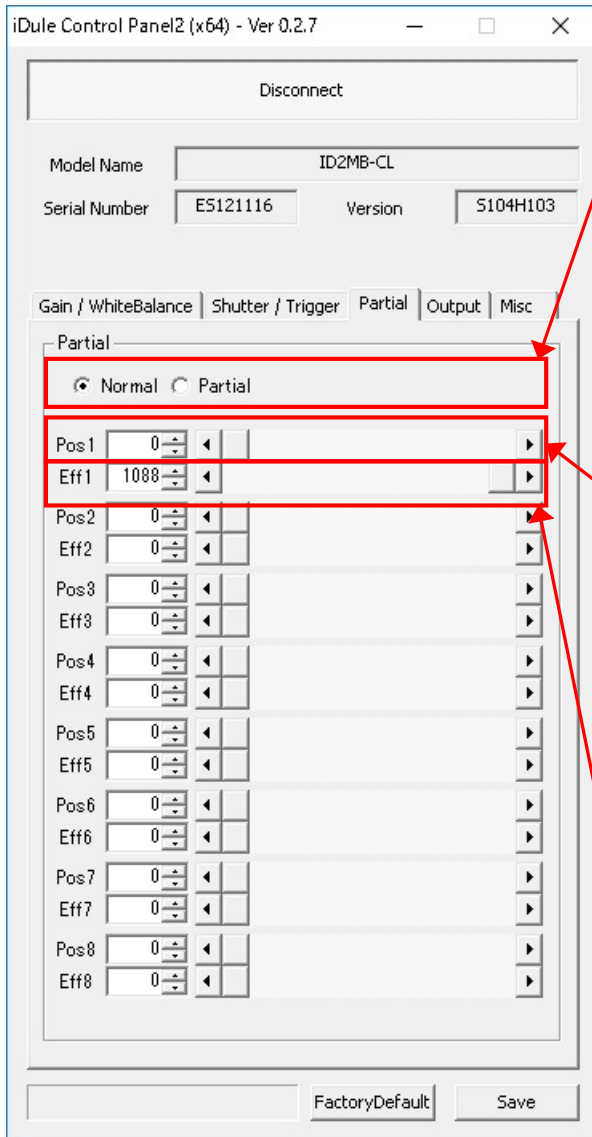 iDule Control Panel2 (x64) - Ver 0.2.7
Disconnect
Model Name ID2MB-CL
Serial Number ES121116 Version S104H103
Gain / WhiteBalance Shutter / Trigger Partial Output Misc
Partial
Normal Partial
Pos1 0
Eff1 1088
Pos2 0
Eff2 0
Pos3 0
Eff3 0
Pos4 0
Eff4 0
Pos5 0
Eff5 0
Pos6 0
Eff6 0
Pos7 0
Eff7 0
Pos8 0
Eff8 0
FactoryDefault Save